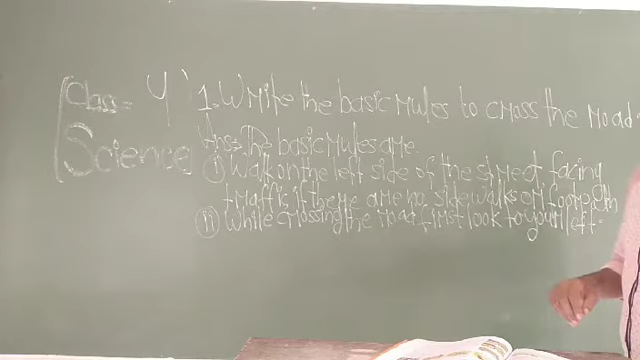 Class = 4
Science
1. Write the basic rules to cross the road.
Ans:- The basic rules are
(i) Walk on the left side of the street facing
traffic if there are no sidewalks or footpath
(ii) While crossing the road first look to your left